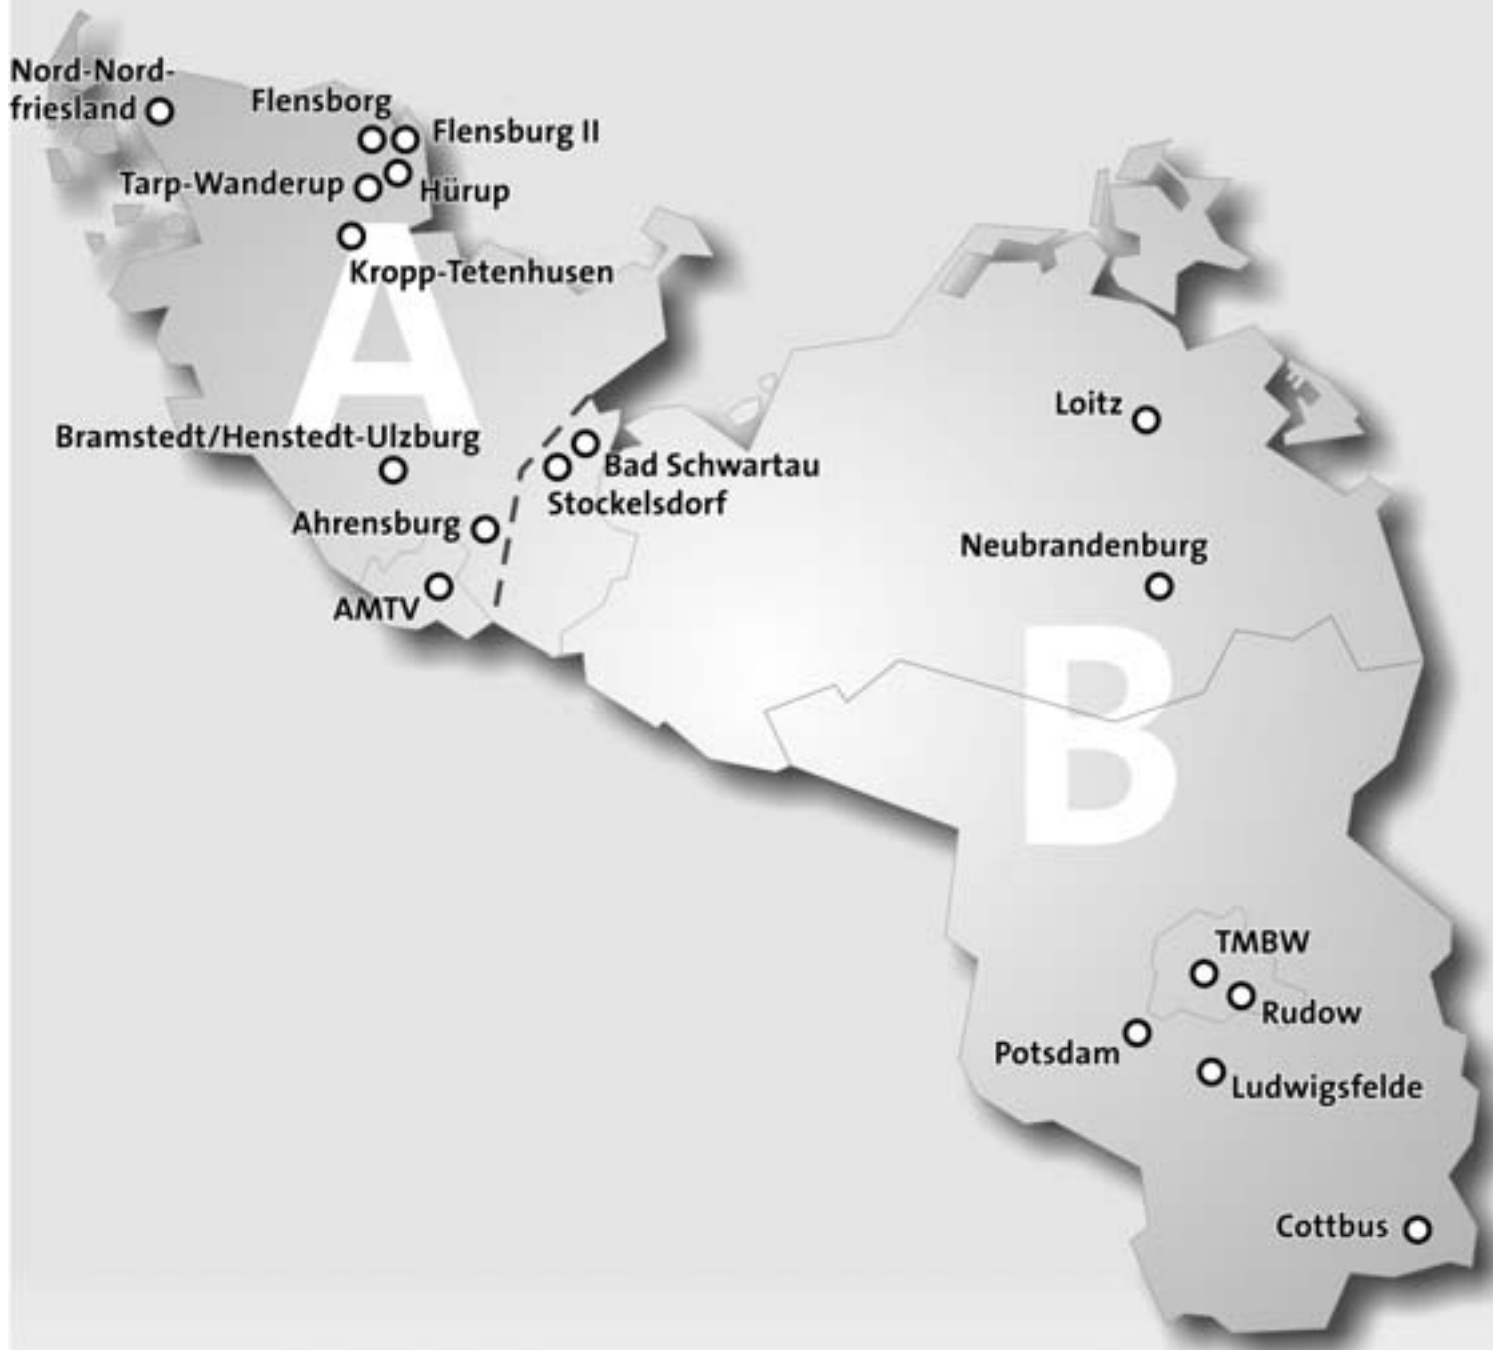 Nord-Nord-
friesland
Flensborg
Flensburg II
Tarp-Wanderup
Hürup
Kropp-Tetenhusen
A
Bramstedt/Henstedt-Ulzburg
Bad Schwartau
Stockelsdorf
Ahrensburg
AMTV
Loitz
Neubrandenburg
B
TMBW
Rudow
Potsdam
Ludwigsfelde
Cottbus